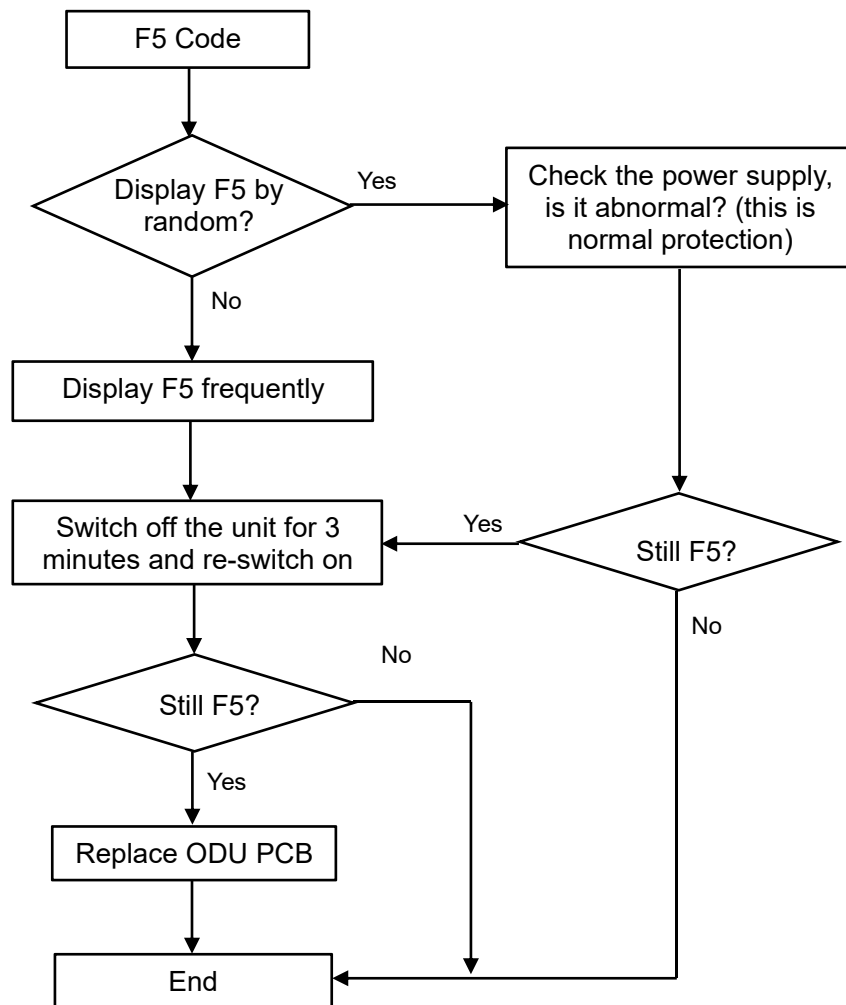 F5 Code
Display F5 by
random?
Yes
Check the power supply,
is it abnormal? (this is
normal protection)
No
Display F5 frequently
Switch off the unit for 3
minutes and re-switch on
Yes
Still F5?
No
No
Still F5?
Yes
Replace ODU PCB
End